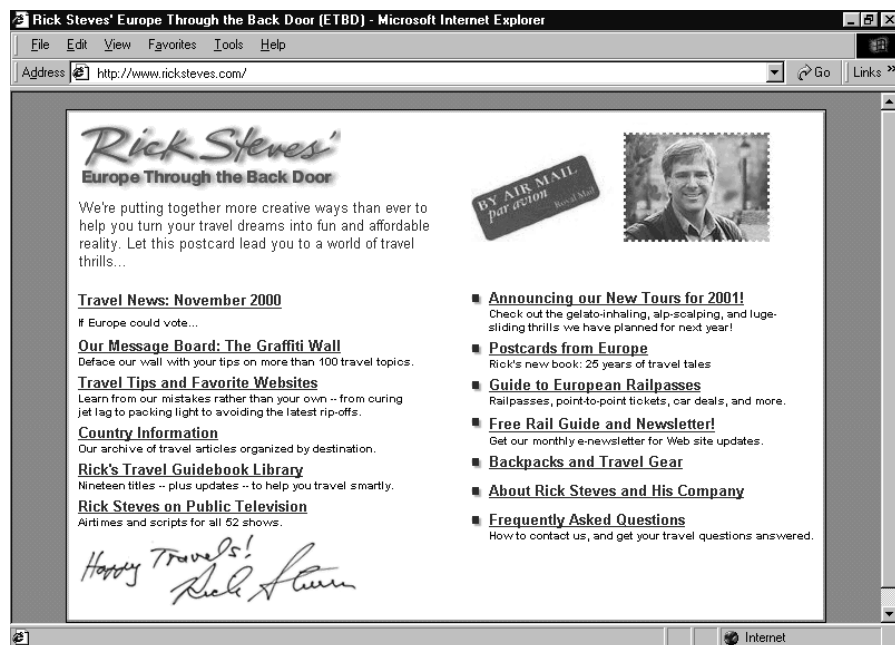 Rick Steves' Europe Through the Back Door (ETBD) - Microsoft Internet Explorer
File Edit View Favorites Tools Help
Address http://www.ricksteves.com/ Go Links »
Rick Steves'
Europe Through the Back Door
BY AIR MAIL
par avion
Royal Mail
We're putting together more creative ways than ever to
help you turn your travel dreams into fun and affordable
reality. Let this postcard lead you to a world of travel
thrills...
Travel News: November 2000
If Europe could vote...
Our Message Board: The Graffiti Wall
Deface our wall with your tips on more than 100 travel topics.
Travel Tips and Favorite Websites
Learn from our mistakes rather than your own -- from curing
jet lag to packing light to avoiding the latest rip-offs.
Country Information
Our archive of travel articles organized by destination.
Rick's Travel Guidebook Library
Nineteen titles -- plus updates -- to help you travel smartly.
Rick Steves on Public Television
Airtimes and scripts for all 52 shows.
Happy Travels!
Rick Steves
Announcing our New Tours for 2001!
Check out the gelato-inhaling, alp-scalping, and luge-
sliding thrills we have planned for next year!
Postcards from Europe
Rick's new book: 25 years of travel tales
Guide to European Railpasses
Railpasses, point-to-point tickets, car deals, and more.
Free Rail Guide and Newsletter!
Get our monthly e-newsletter for Web site updates.
Backpacks and Travel Gear
About Rick Steves and His Company
Frequently Asked Questions
How to contact us, and get your travel questions answered.
Internet